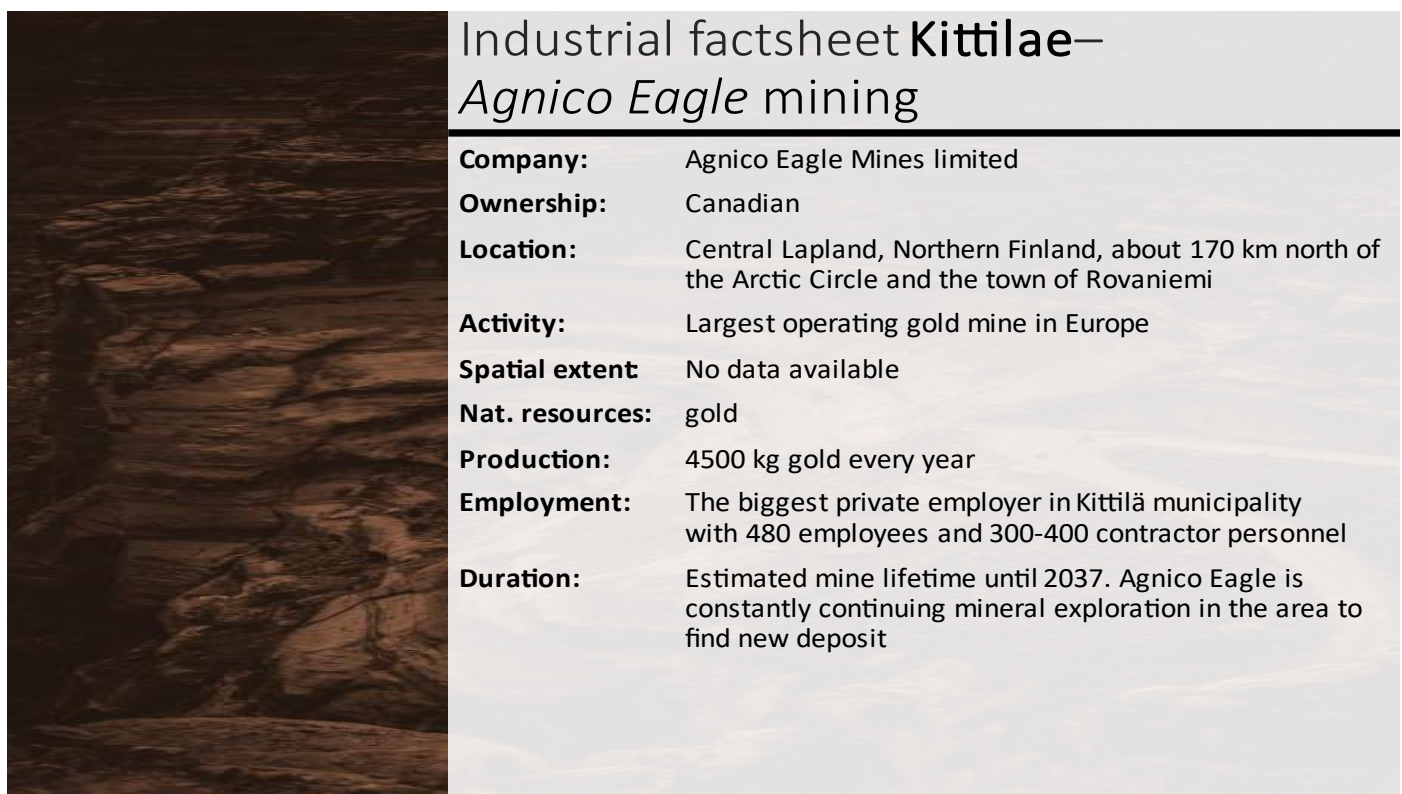 Industrial factsheet Kittilae–
Agnico Eagle mining
Company: Agnico Eagle Mines limited
Ownership: Canadian
Location: Central Lapland, Northern Finland, about 170 km north of
the Arctic Circle and the town of Rovaniemi
Activity: Largest operating gold mine in Europe
Spatial extent: No data available
Nat. resources: gold
Production: 4500 kg gold every year
Employment: The biggest private employer in Kittilä municipality
with 480 employees and 300-400 contractor personnel
Duration: Estimated mine lifetime until 2037. Agnico Eagle is
constantly continuing mineral exploration in the area to
find new deposit